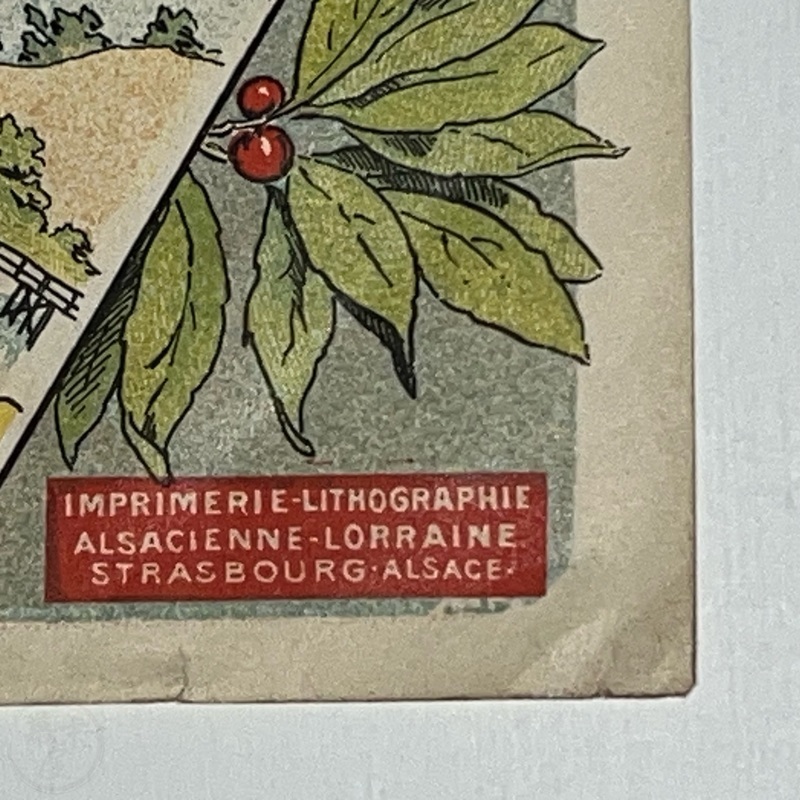 IMPRIMERIE-LITHOGRAPHIE
ALSACIENNE-LORRAINE
STRASBOURG·ALSACE·